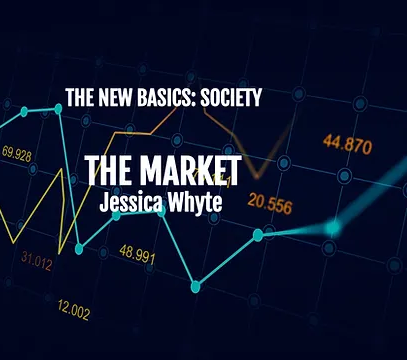 THE NEW BASICS: SOCIETY
44.870
69.928
THE MARKET
Jessica Whyte
20.556
48.991
31.012
12.002